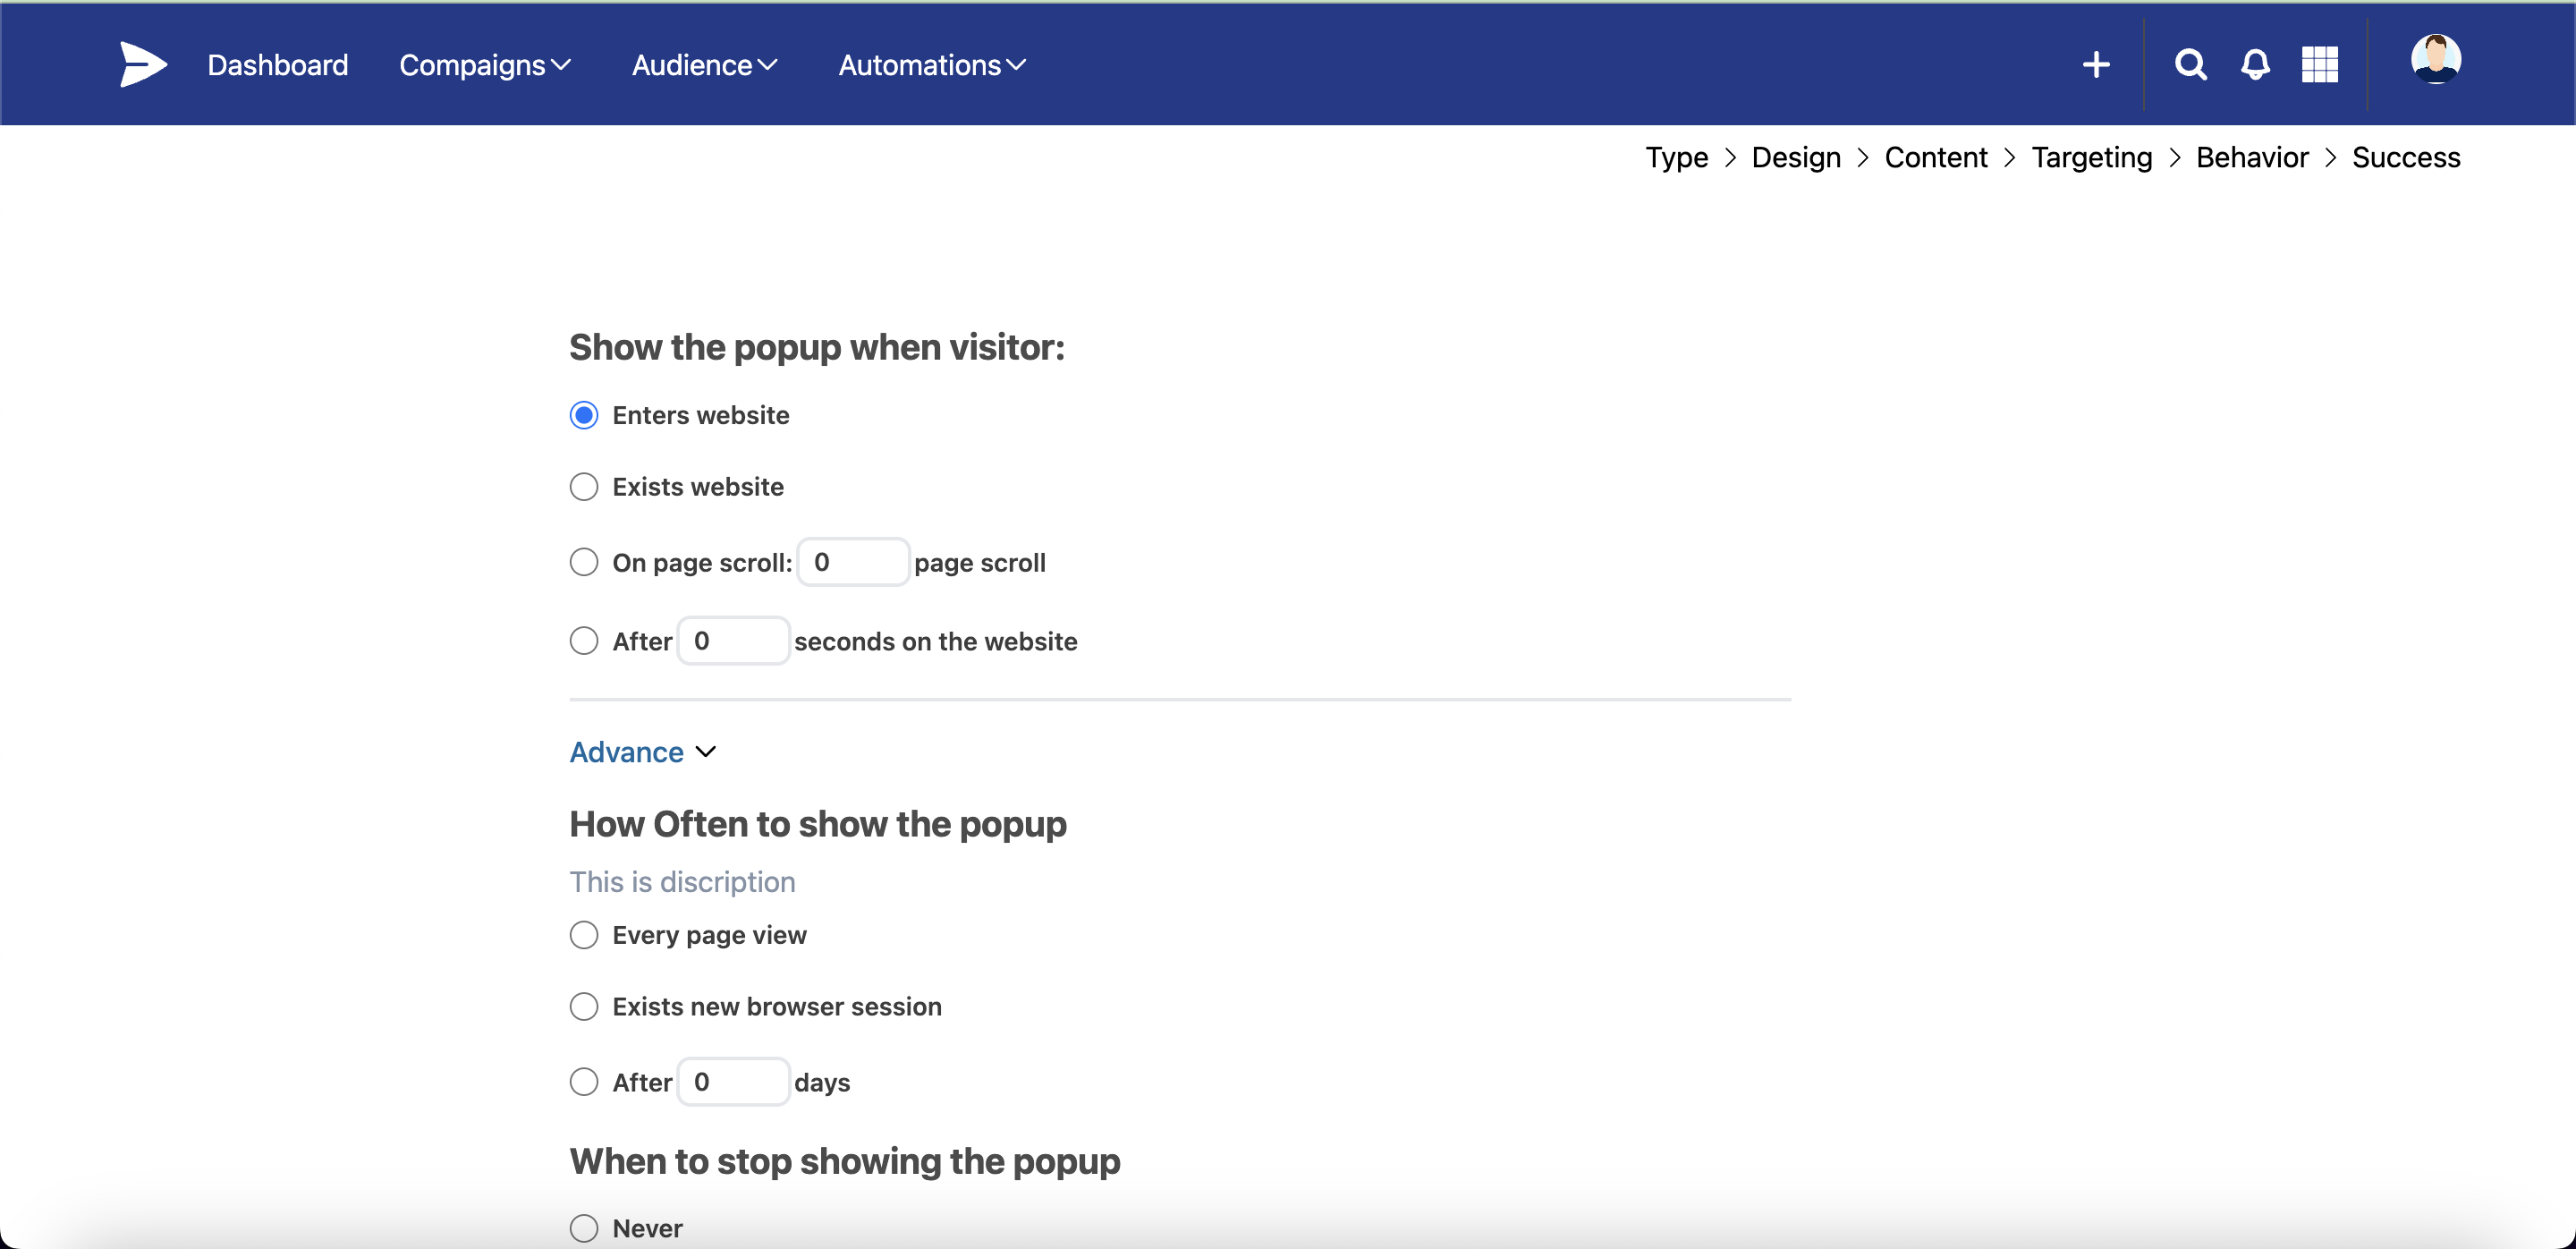 Dashboard Compaigns Audience Automations
Type > Design > Content > Targeting > Behavior > Success
Show the popup when visitor:
Enters website
Exists website
On page scroll: 0 page scroll
After 0 seconds on the website
Advance
How Often to show the popup
This is discription
Every page view
Exists new browser session
After 0 days
When to stop showing the popup
Never